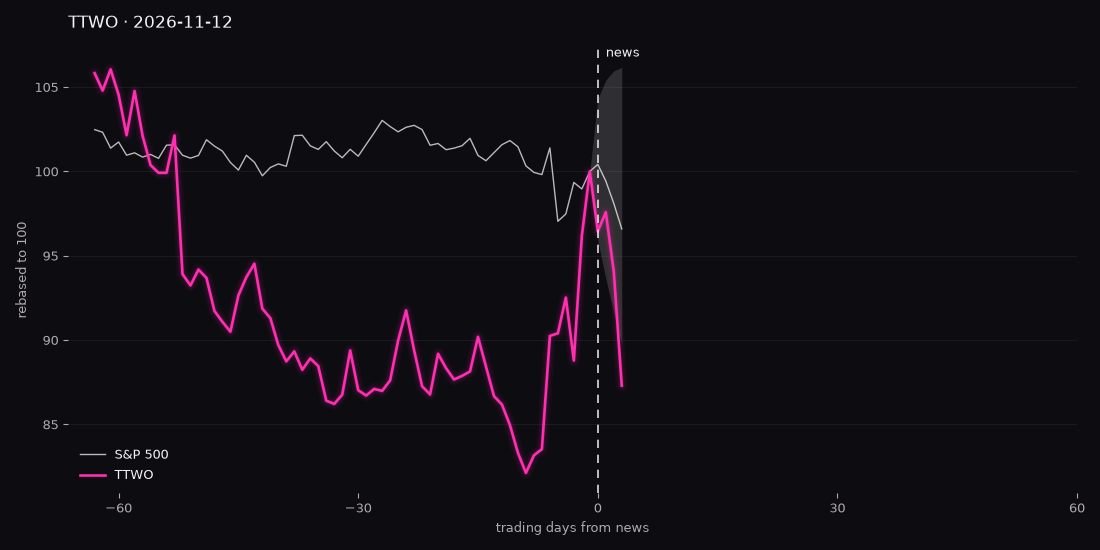 TTWO · 2026-11-12
news
105
100
95
90
85
rebased to 100
S&P 500
TTWO
−60
−30
0
30
60
trading days from news